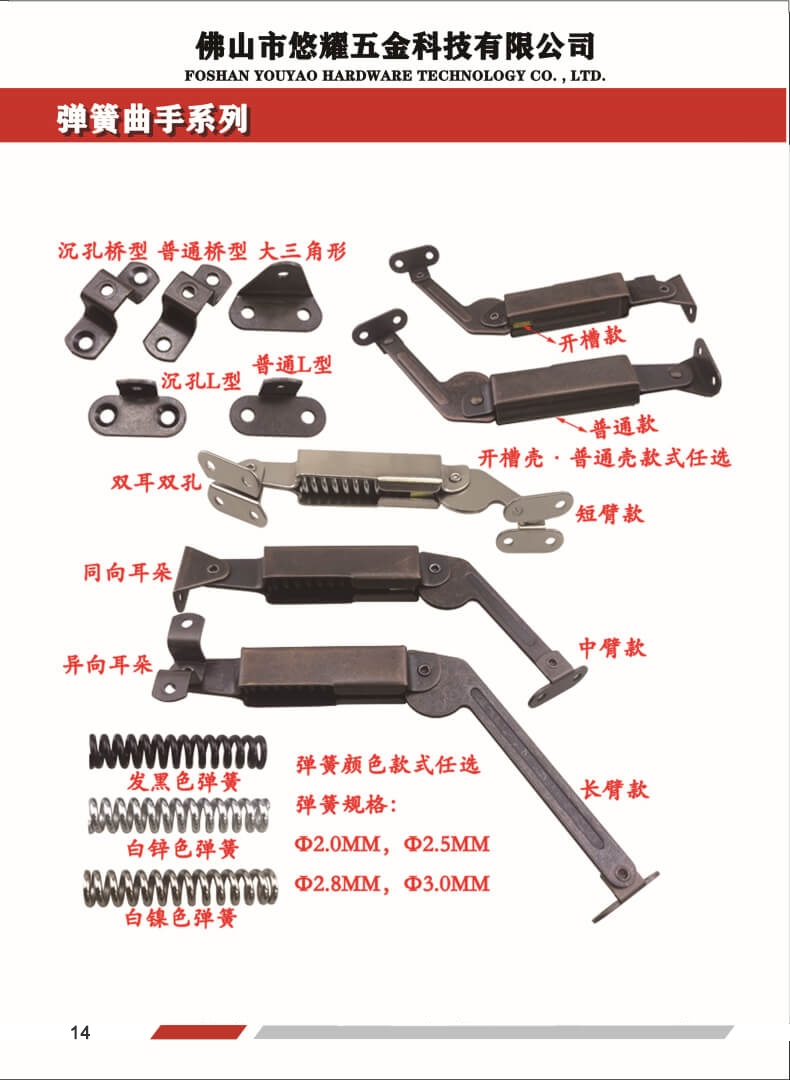 佛山市悠耀五金科技有限公司
FOSHAN YOUYAO HARDWARE TECHNOLOGY CO. , LTD.
弹簧曲手系列
沉孔桥型 普通桥型 大三角形
开槽款
沉孔L型 普通L型
普通款
开槽壳·普通壳款式任选
双耳双孔
短臂款
同向耳朵
中臂款
异向耳朵
发黑色弹簧
弹簧颜色款式任选
长臂款
弹簧规格：
白锌色弹簧
Φ2.0MM，Φ2.5MM
Φ2.8MM，Φ3.0MM
白镍色弹簧
14